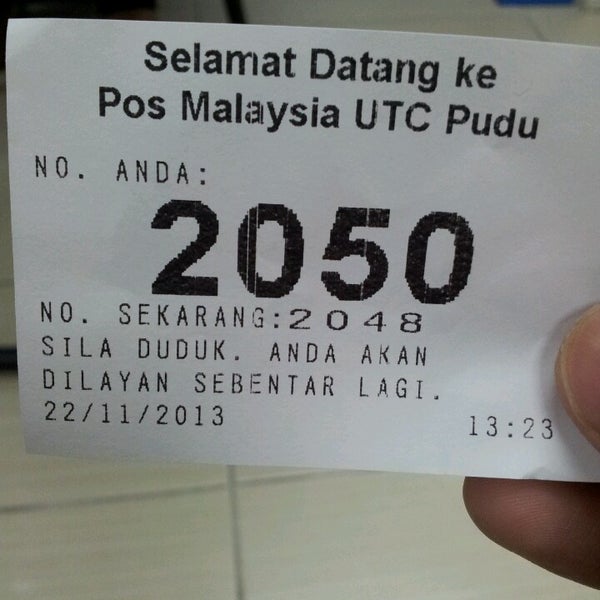 Selamat Datang ke
Pos Malaysia UTC Pudu
NO. ANDA:
2050
NO. SEKARANG:2048
SILA DUDUK. ANDA AKAN
DILAYAN SEBENTAR LAGI.
22/11/2013 13:23